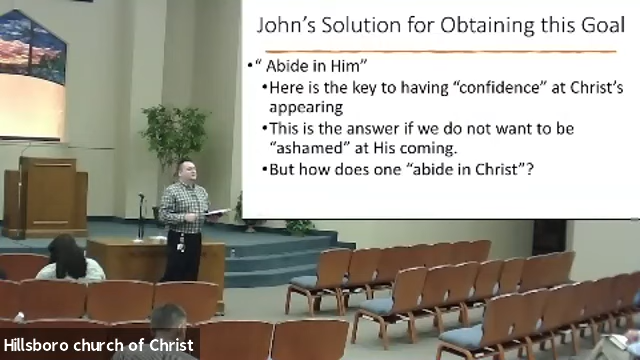 John's Solution for Obtaining this Goal
•“ Abide in Him”
•Here is the key to having “confidence” at Christ's
appearing
•This is the answer if we do not want to be
“ashamed” at His coming.
•But how does one “abide in Christ”?
Hillsboro church of Christ